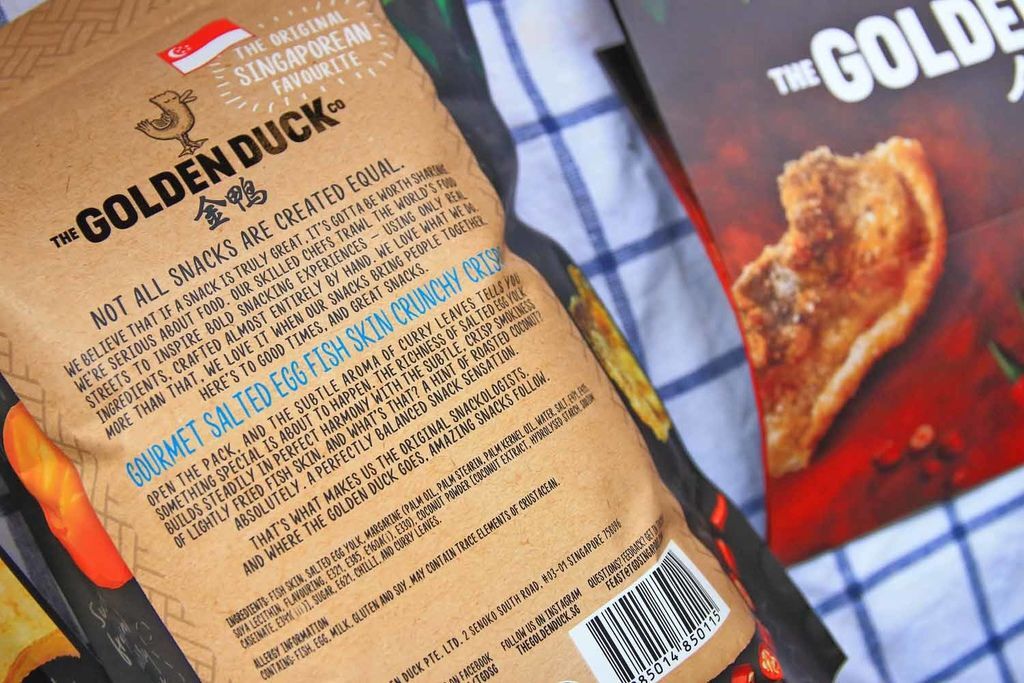 THE ORIGINAL
SINGAPOREAN
FAVOURITE
THE GOLDEN DUCK CO
金鸭
NOT ALL SNACKS ARE CREATED EQUAL.
WE BELIEVE THAT IF A SNACK IS TRULY GREAT, IT'S GOTTA BE WORTH SHARING.
WE'RE SERIOUS ABOUT FOOD. OUR SKILLED CHEFS TRAWL THE WORLD'S FOOD
STREETS TO INSPIRE BOLD SNACKING EXPERIENCES – USING ONLY REAL
INGREDIENTS, CRAFTED ALMOST ENTIRELY BY HAND. WE LOVE WHAT WE DO.
MORE THAN THAT, WE LOVE IT WHEN OUR SNACKS BRING PEOPLE TOGETHER.
HERE'S TO GOOD TIMES, AND GREAT SNACKS.
GOURMET SALTED EGG FISH SKIN CRUNCHY CRISPS
OPEN THE PACK, AND THE SUBTLE AROMA OF CURRY LEAVES TELLS YOU
SOMETHING SPECIAL IS ABOUT TO HAPPEN, THE RICHNESS OF SALTED EGG YOLK
BUILDS STEADILY IN PERFECT HARMONY WITH THE SUBTLE, CRISP SMOKINESS
OF LIGHTLY FRIED FISH SKIN. AND WHAT'S THAT? A HINT OF ROASTED COCONUT?
ABSOLUTELY. A PERFECTLY BALANCED SNACK SENSATION.
THAT'S WHAT MAKES US THE ORIGINAL SNACKOLOGISTS.
AND WHERE THE GOLDEN DUCK GOES, AMAZING SNACKS FOLLOW.
INGREDIENTS: FISH SKIN, SALTED EGG YOLK, MARGARINE (PALM OIL, PALM STEARIN, PALM KERNEL OIL, WATER, SALT,
SOY LECITHIN, FLAVOURING, E321, E385, E160A(I), E330), COCONUT POWDER (COCONUT EXTRACT, HYDROLYSED STARCH,
SUGAR, E621, CHILLI, AND CURRY LEAVES.
ALLERGY INFORMATION
CONTAINS: FISH, EGG, MILK, GLUTEN AND SOY. MAY CONTAIN TRACE ELEMENTS OF CRUSTACEAN.
DUCK PTE. LTD. 2 SENOKO SOUTH ROAD, #03-01 SINGAPORE 758096
FOLLOW US ON INSTAGRAM
THEGOLDENDUCK.SG
ON FACEBOOK
/TGDSG
QUESTIONS? FEEDBACK? GET IN
85014 850115
THE GOLDE